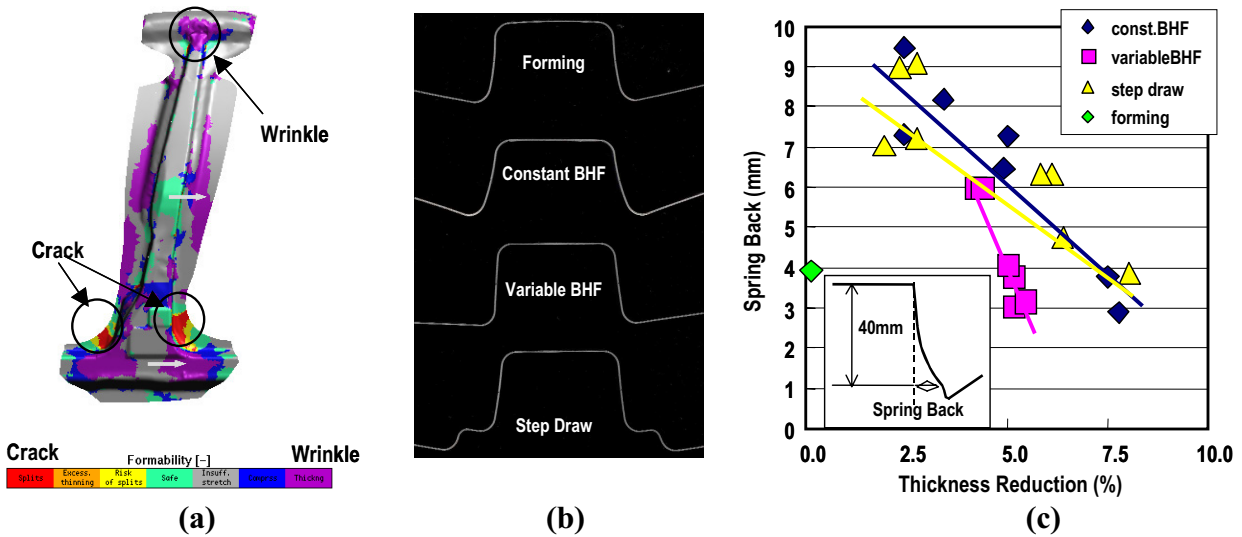 Wrinkle
Crack
Crack
Wrinkle
Formability [-]
Splits
Excess.
thinning
Risk
of splits
Safe
Insuff.
stretch
Thickng
(a)
Forming
Constant BHF
Variable BHF
Step Draw
(b)
const.BHF
variableBHF
step draw
forming
Spring Back (mm)
10
9
8
7
6
5
4
3
2
1
0
40mm
Spring Back
0.0
2.5
5.0
7.5
10.0
Thickness Reduction (%)
(c)